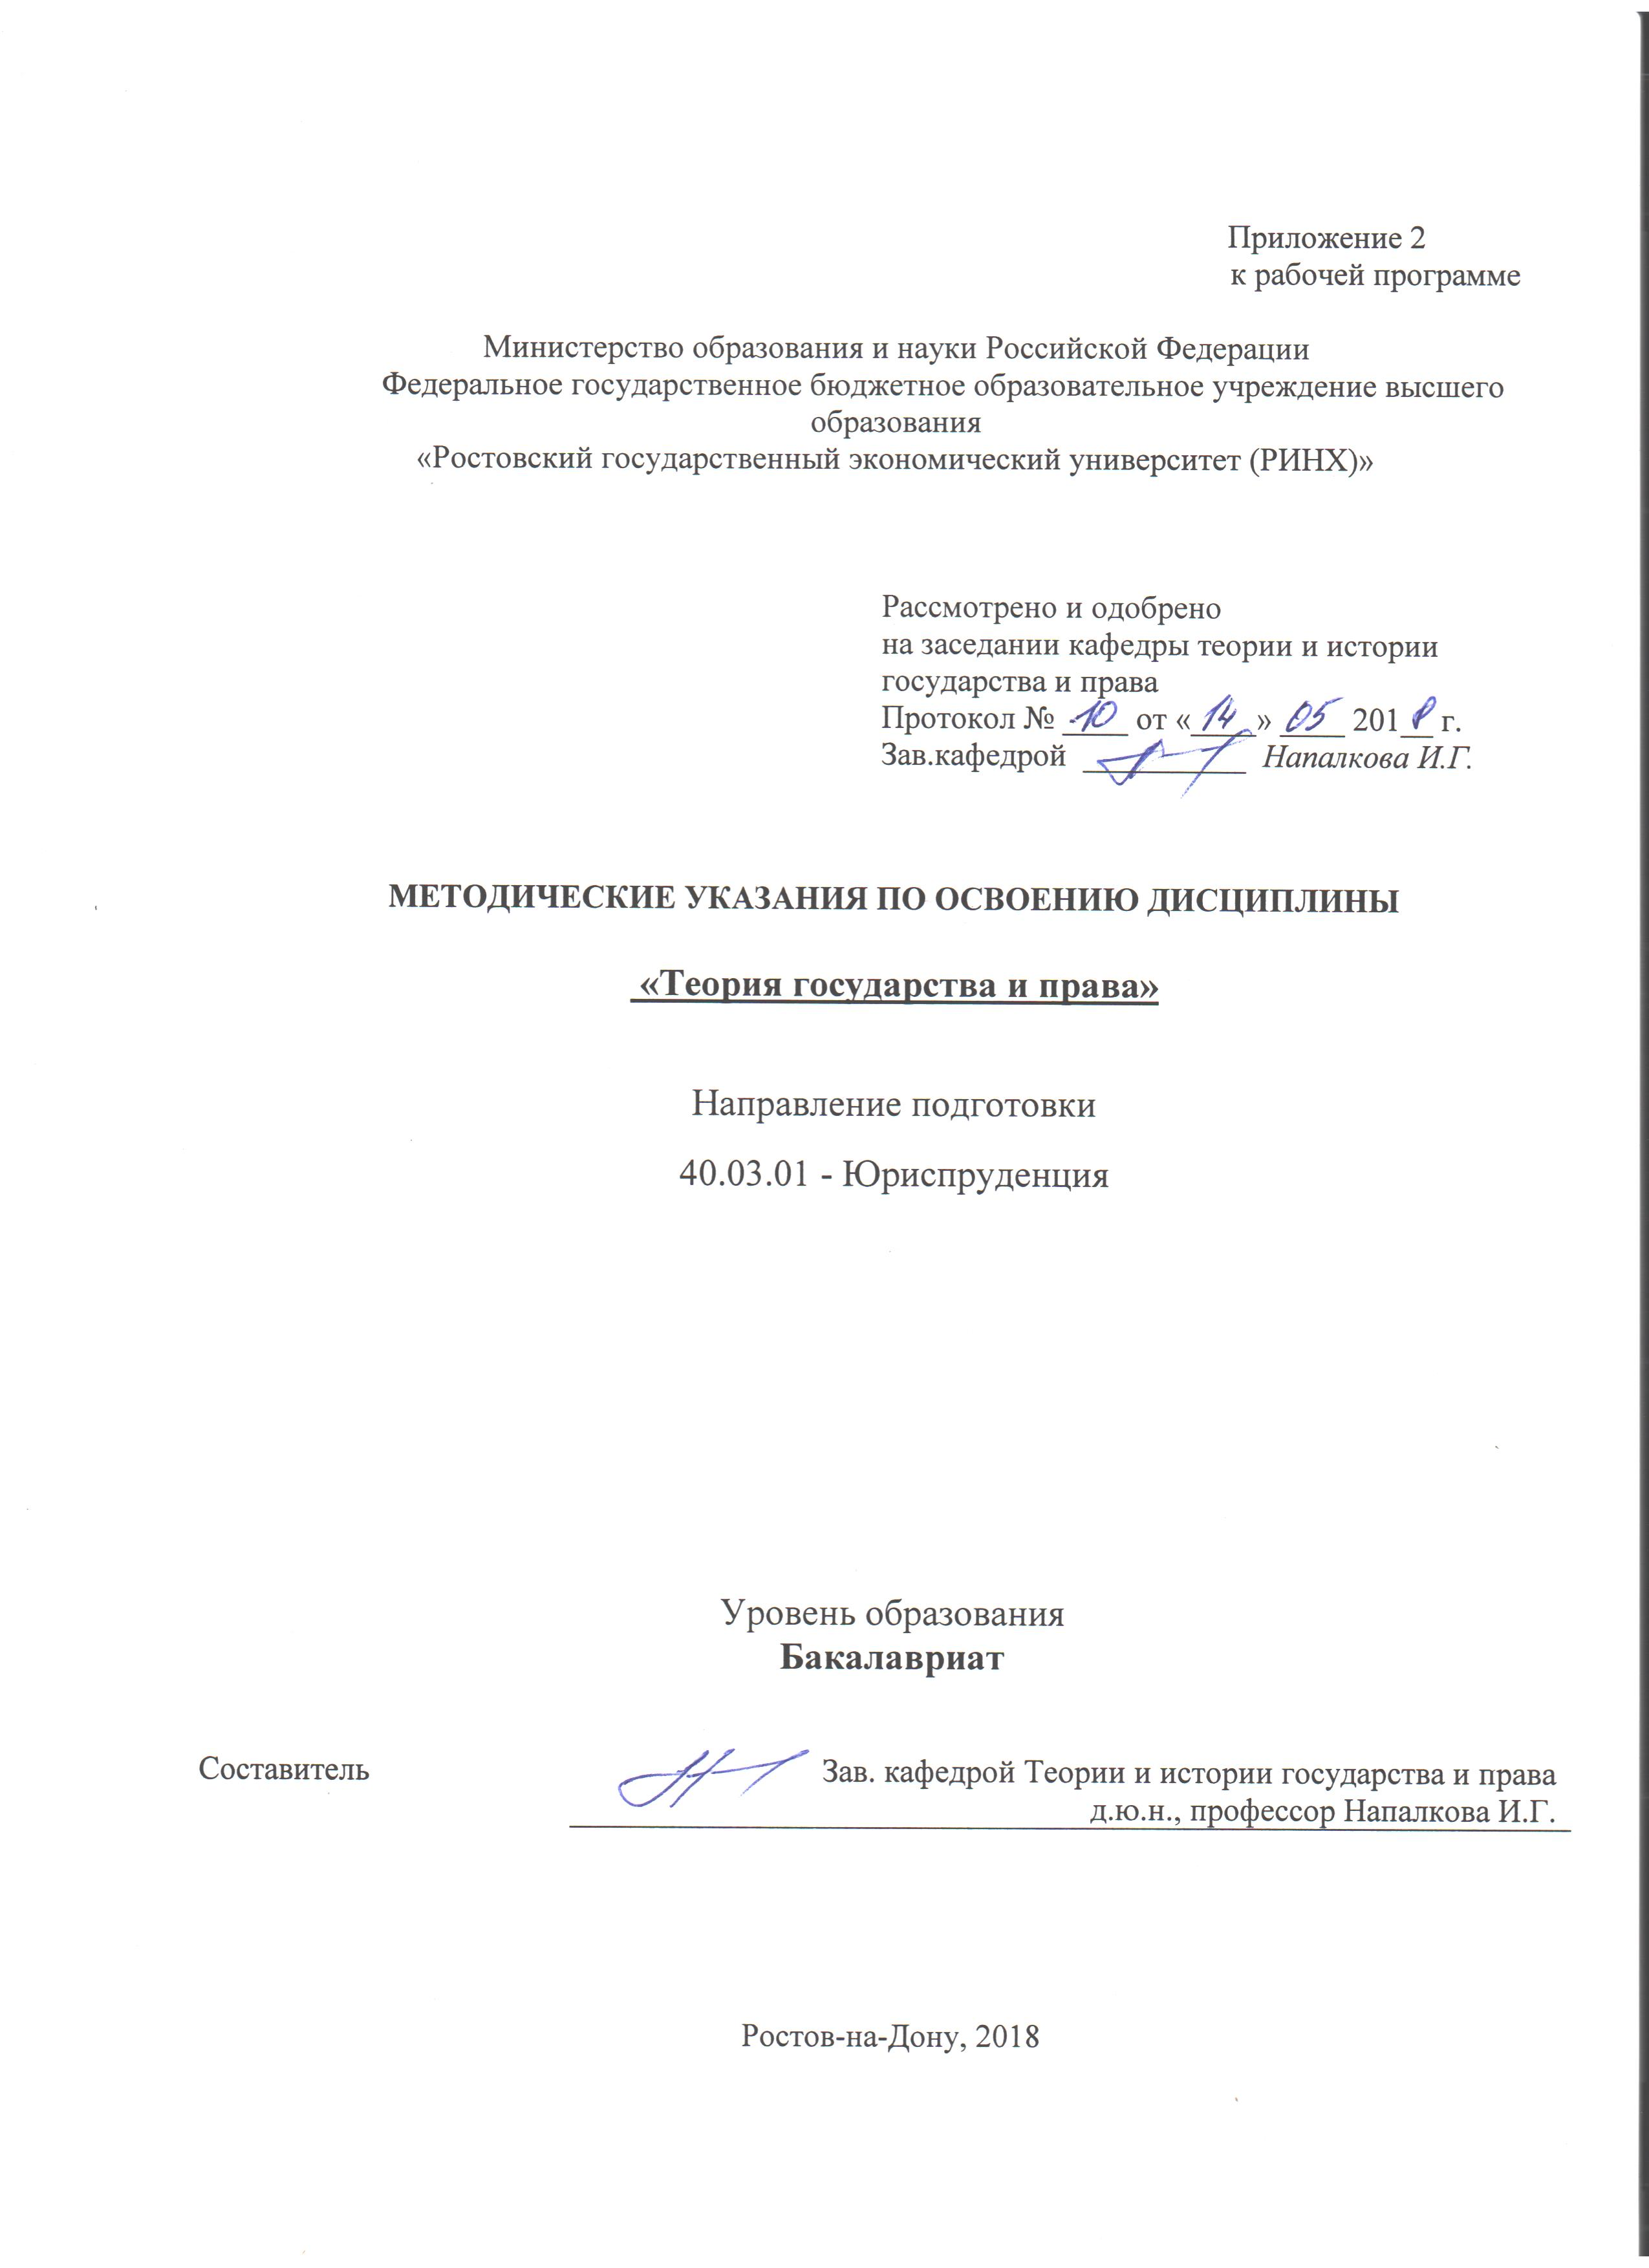 Приложение 2
к рабочей программе
Министерство образования и науки Российской Федерации
Федеральное государственное бюджетное образовательное учреждение высшего
образования
«Ростовский государственный экономический университет (РИНХ)»
Рассмотрено и одобрено
на заседании кафедры теории и истории
государства и права
Протокол № 10 от «14» 05 2018 г.
Зав.кафедрой Напалкова И.Г.
МЕТОДИЧЕСКИЕ УКАЗАНИЯ ПО ОСВОЕНИЮ ДИСЦИПЛИНЫ
«Теория государства и права»
Направление подготовки
40.03.01 - Юриспруденция
Уровень образования
Бакалавриат
Составитель Зав. кафедрой Теории и истории государства и права
д.ю.н., профессор Напалкова И.Г.
Ростов-на-Дону, 2018